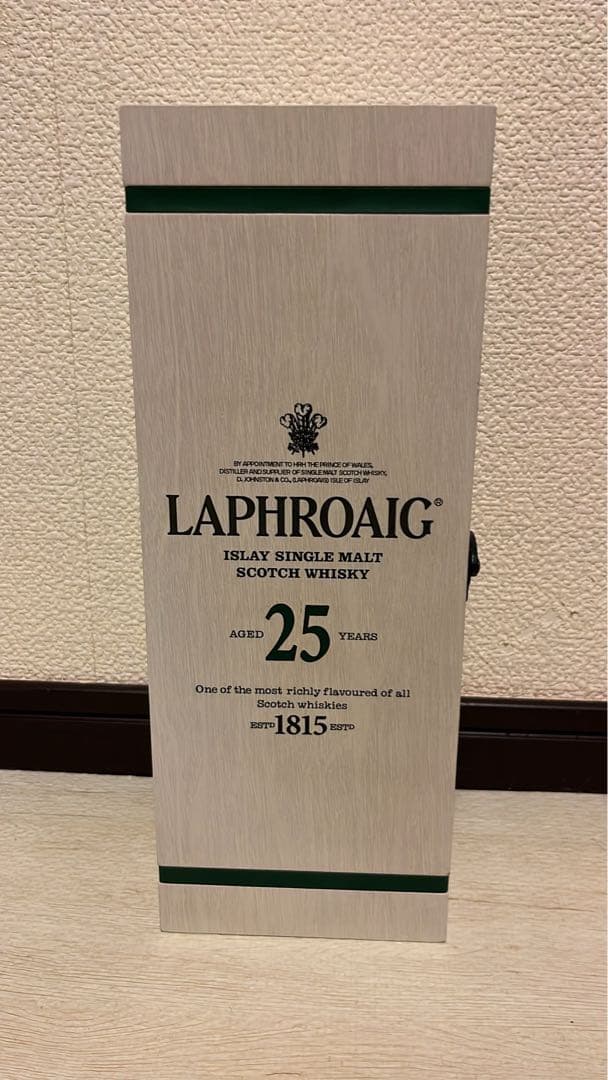 BY APPOINTMENT TO HRH THE PRINCE OF WALES,
DISTILLER AND SUPPLIER OF SINGLE MALT SCOTCH WHISKY,
D. JOHNSTON & CO., (LAPHROAIG) ISLE OF ISLAY
LAPHROAIG®
ISLAY SINGLE MALT
SCOTCH WHISKY
AGED 25 YEARS
One of the most richly flavoured of all
Scotch whiskies
ESTD 1815 ESTD